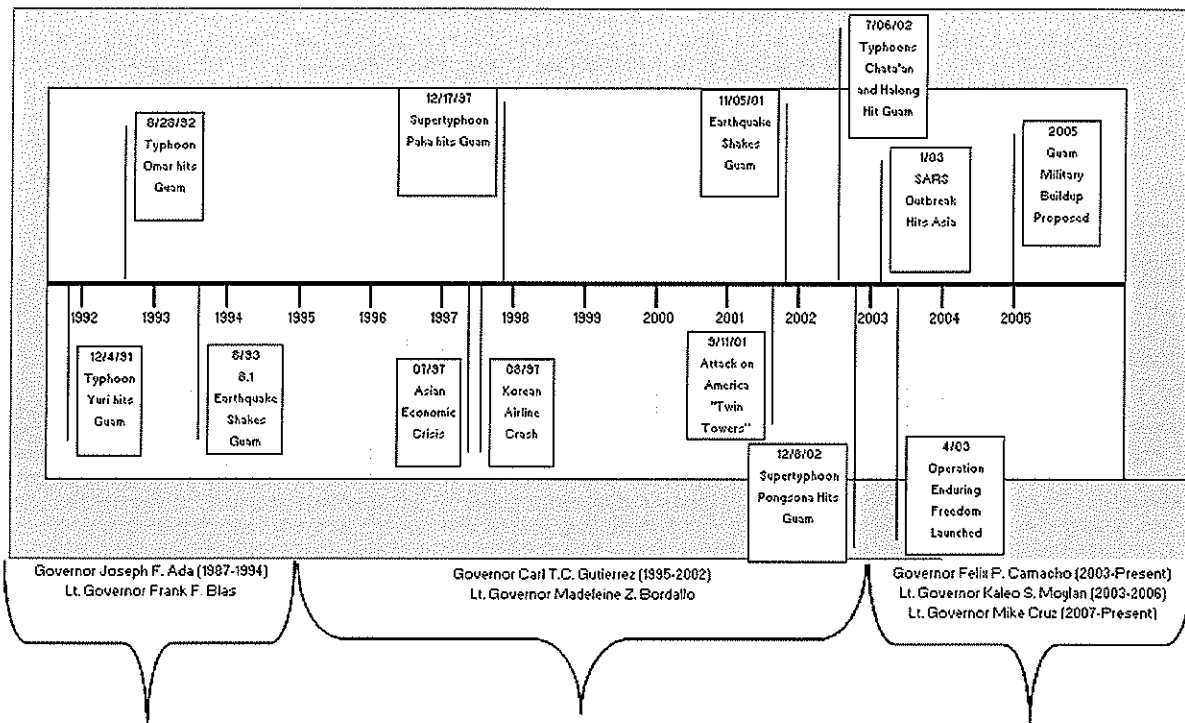 7/06/02
Typhoons
Chata'an
and Halong
Hit Guam
8/28/92
Typhoon
Omar hits
Guam
12/17/97
Supertyphoon
Paka hits Guam
11/05/01
Earthquake
Shakes
Guam
1/03
SARS
Outbreak
Hits Asia
2005
Guam
Military
Buildup
Proposed
1992 1993 1994 1995 1996 1997 1998 1999 2000 2001 2002 2003 2004 2005
12/4/91
Typhoon
Yuri hits
Guam
8/93
8.1
Earthquake
Shakes
Guam
07/97
Asian
Economic
Crisis
08/97
Korean
Airline
Crash
9/11/01
Attack on
America
"Twin
Towers"
12/8/02
Supertyphoon
Pongsona Hits
Guam
4/03
Operation
Enduring
Freedom
Launched
Governor Joseph F. Ada (1987-1994)
Lt. Governor Frank F. Blas
Governor Carl T.C. Gutierrez (1995-2002)
Lt. Governor Madeleine Z. Bordallo
Governor Felix P. Camacho (2003-Present)
Lt. Governor Kaleo S. Moylan (2003-2006)
Lt. Governor Mike Cruz (2007-Present)